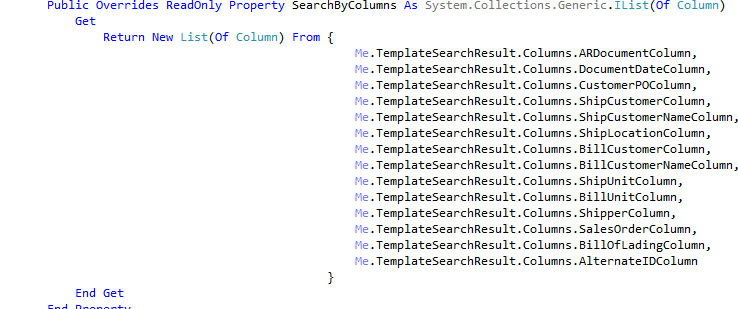 Public Overrides ReadOnly Property SearchByColumns As System.Collections.Generic.IList(Of Column)
Get
Return New List(Of Column) From {
Me.TemplateSearchResult.Columns.ARDocumentColumn,
Me.TemplateSearchResult.Columns.DocumentDateColumn,
Me.TemplateSearchResult.Columns.CustomerPOColumn,
Me.TemplateSearchResult.Columns.ShipCustomerColumn,
Me.TemplateSearchResult.Columns.ShipCustomerNameColumn,
Me.TemplateSearchResult.Columns.ShipLocationColumn,
Me.TemplateSearchResult.Columns.BillCustomerColumn,
Me.TemplateSearchResult.Columns.BillCustomerNameColumn,
Me.TemplateSearchResult.Columns.ShipUnitColumn,
Me.TemplateSearchResult.Columns.BillUnitColumn,
Me.TemplateSearchResult.Columns.ShipperColumn,
Me.TemplateSearchResult.Columns.SalesOrderColumn,
Me.TemplateSearchResult.Columns.BillOfLadingColumn,
Me.TemplateSearchResult.Columns.AlternateIDColumn
}
End Get
End Property